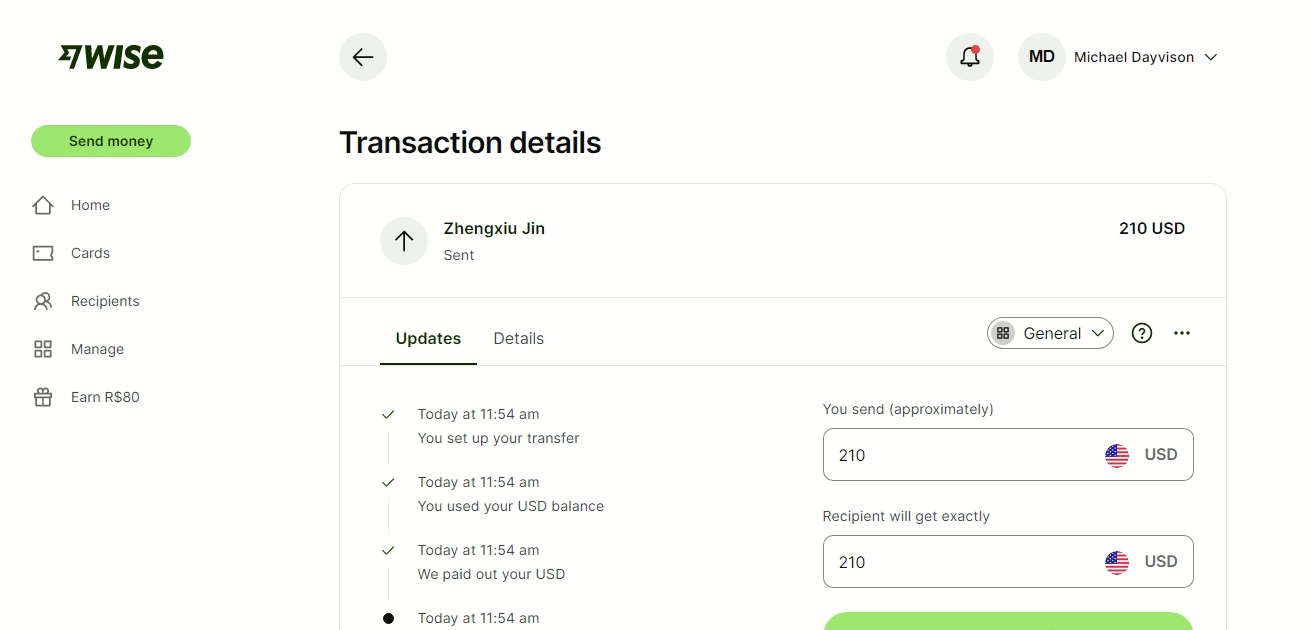 WISE
MD Michael Dayvison
Send money
Home
Cards
Recipients
Manage
Earn R$80
Transaction details
Zhengxiu Jin
Sent
210 USD
Updates Details
General ?
Today at 11:54 am
You set up your transfer
Today at 11:54 am
You used your USD balance
Today at 11:54 am
We paid out your USD
Today at 11:54 am
You send (approximately)
210 USD
Recipient will get exactly
210 USD